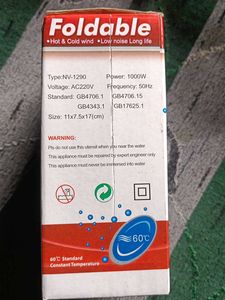 Foldable
• Hot & Cold wind • Low noise Long life
Type:NV-1290 Power: 1000W
Voltage: AC220V Frequency: 50Hz
Standard: GB4706.1 GB4706.15
GB4343.1 GB17625.1
Size: 11x7.5x17(cm)
WARNING:
Pls do not use this utensil when you near the water
This appliance must be repaired by expert engineer only
This appliance must be never be immersed into water
60℃
60℃ Standard
Constant Temperature